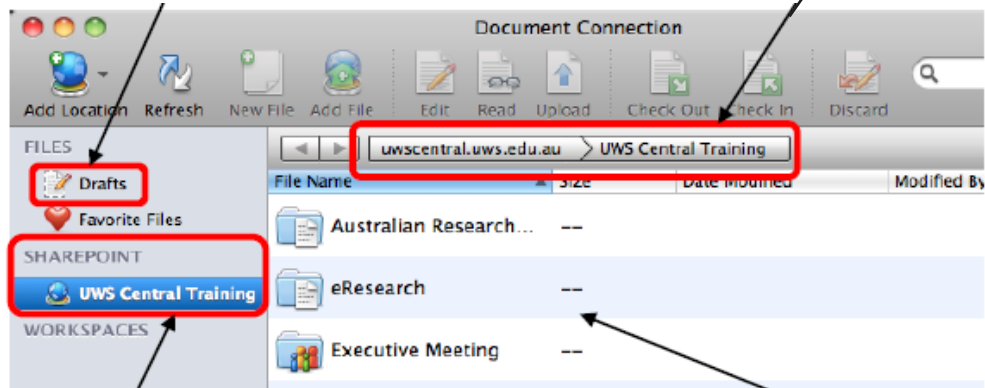 Document Connection
Add Location Refresh New File Add File Edit Read Upload Check Out Check In Discard
FILES
uwscentral.uws.edu.au UWS Central Training
Drafts
File Name Size Date Modified Modified By
Favorite Files
Australian Research... --
SHAREPOINT
eResearch --
UWS Central Training
WORKSPACES
Executive Meeting --